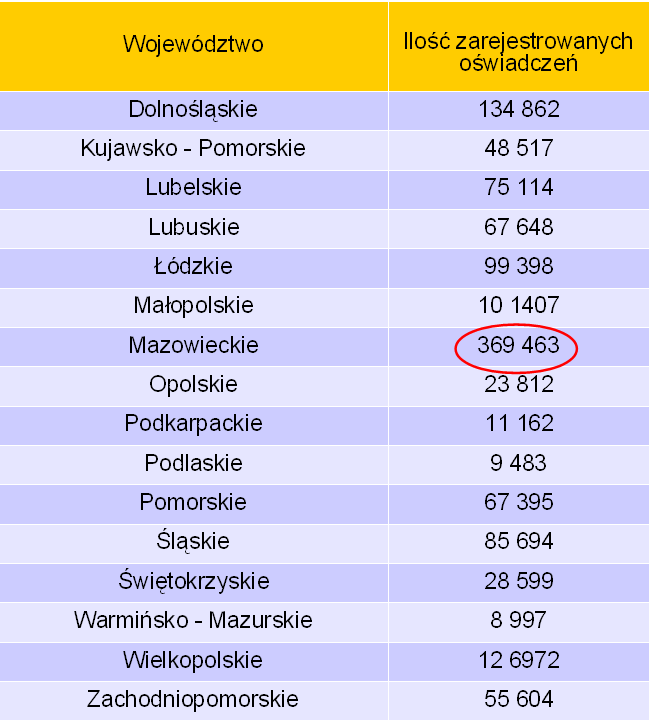 Województwo
Ilość zarejestrowanych
oświadczeń
Dolnośląskie 134 862
Kujawsko - Pomorskie 48 517
Lubelskie 75 114
Lubuskie 67 648
Łódzkie 99 398
Małopolskie 10 1407
Mazowieckie 369 463
Opolskie 23 812
Podkarpackie 11 162
Podlaskie 9 483
Pomorskie 67 395
Śląskie 85 694
Świętokrzyskie 28 599
Warmińsko - Mazurskie 8 997
Wielkopolskie 12 6972
Zachodniopomorskie 55 604